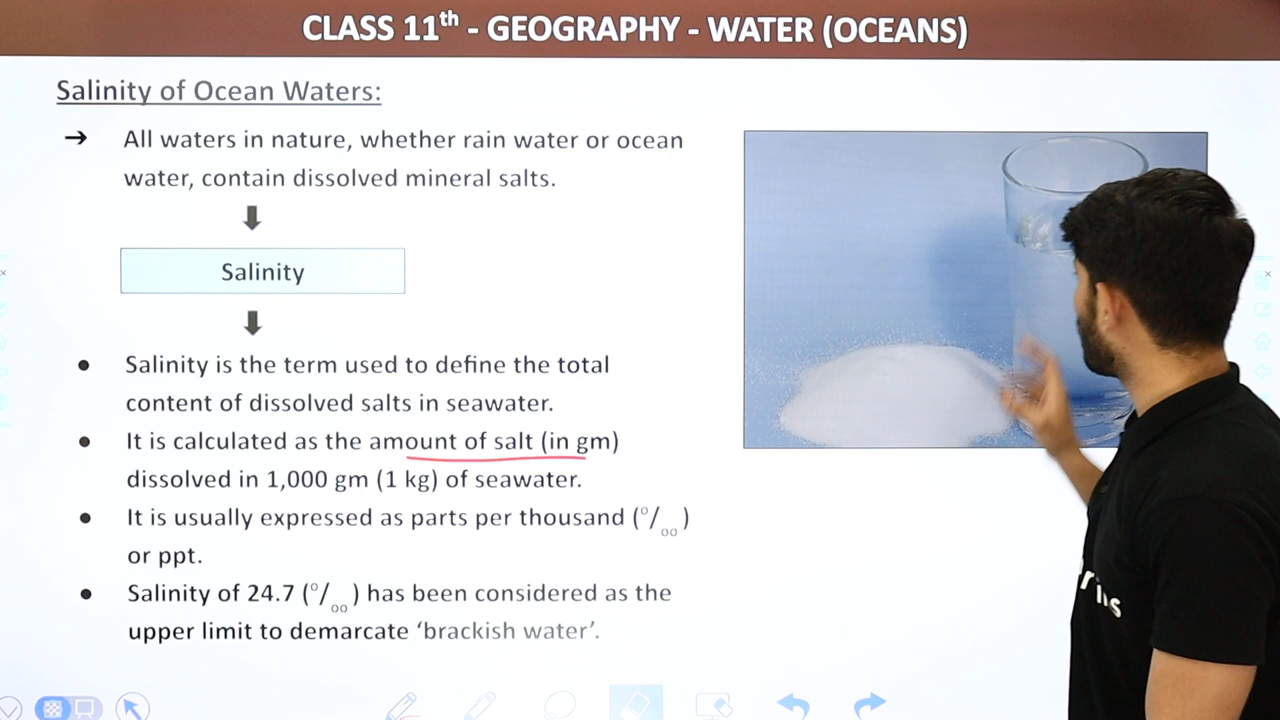 CLASS 11th - GEOGRAPHY - WATER (OCEANS)
Salinity of Ocean Waters:
➔ All waters in nature, whether rain water or ocean
water, contain dissolved mineral salts.
Salinity
● Salinity is the term used to define the total
content of dissolved salts in seawater.
● It is calculated as the amount of salt (in gm)
dissolved in 1,000 gm (1 kg) of seawater.
● It is usually expressed as parts per thousand (o/oo)
or ppt.
● Salinity of 24.7 (o/oo) has been considered as the
upper limit to demarcate ‘brackish water’.